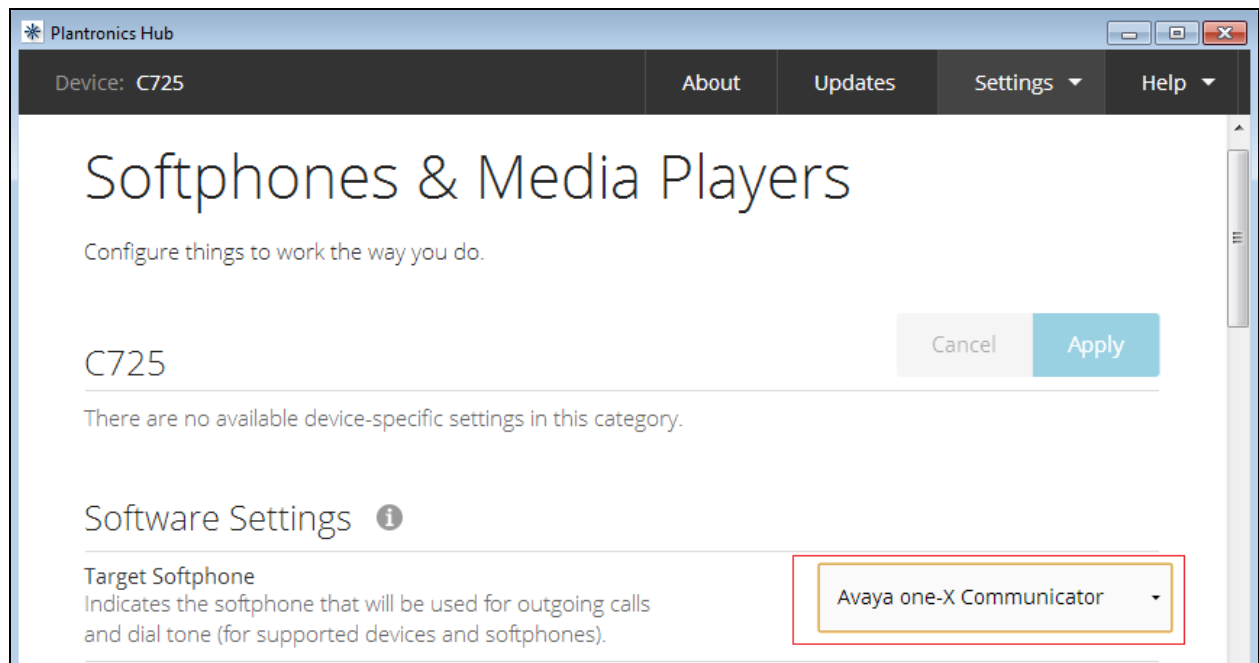 Plantronics Hub
Device: C725 About Updates Settings Help
Softphones & Media Players
Configure things to work the way you do.
Cancel Apply
C725
There are no available device-specific settings in this category.
Software Settings
Target Softphone
Indicates the softphone that will be used for outgoing calls
and dial tone (for supported devices and softphones).
Avaya one-X Communicator